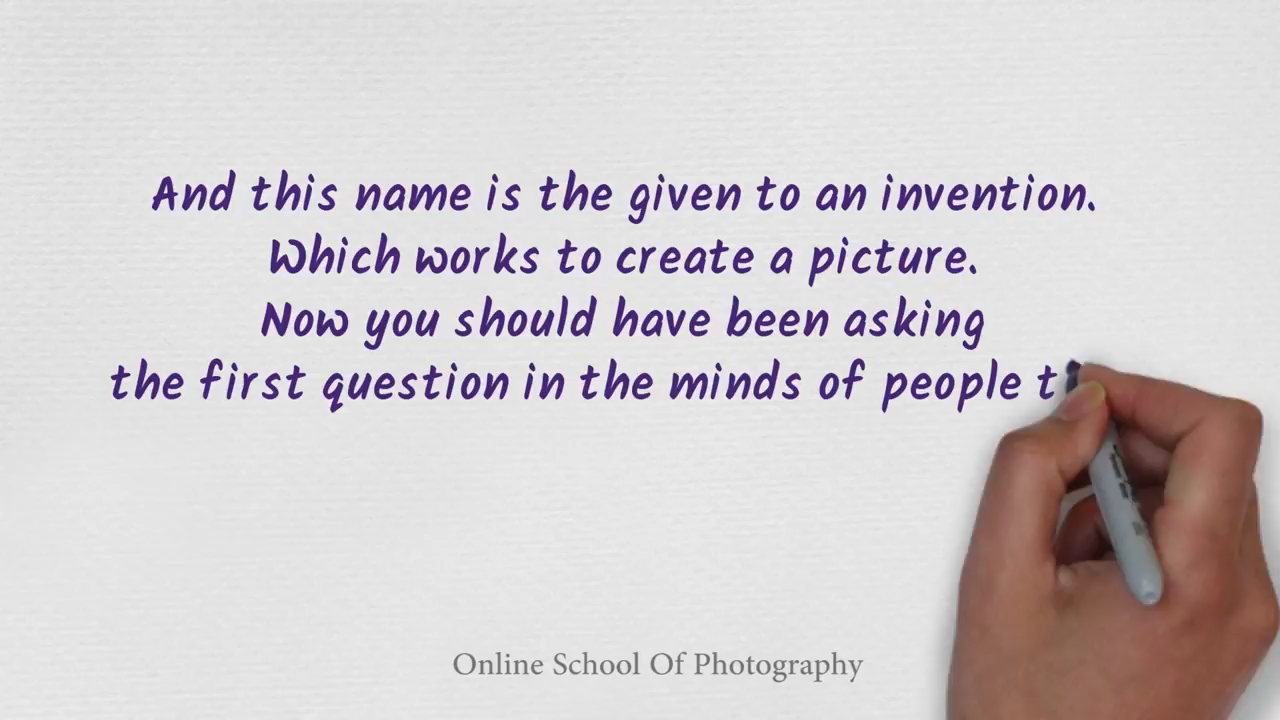 And this name is the given to an invention.
Which works to create a picture.
Now you should have been asking
the first question in the minds of people t
Online School Of Photography